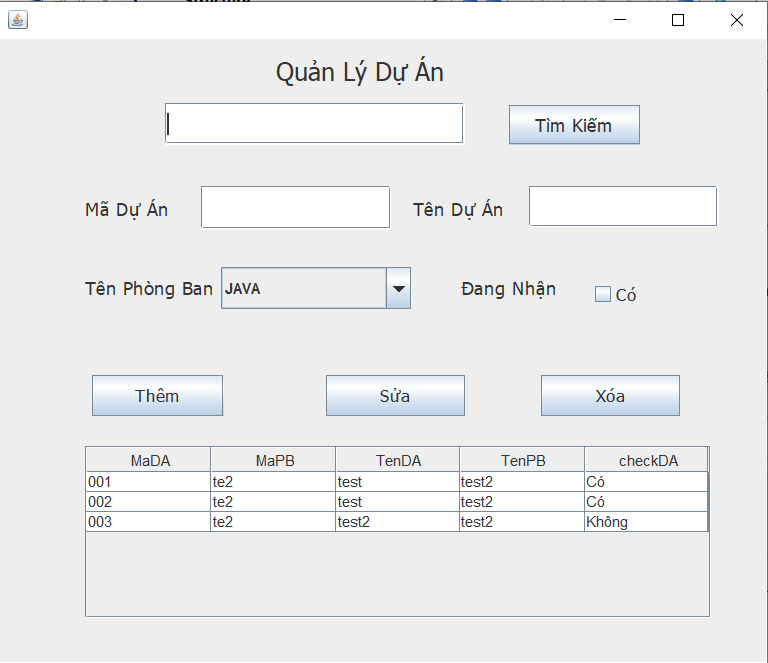 Quản Lý Dự Án
Tìm Kiếm
Mã Dự Án Tên Dự Án
Tên Phòng Ban JAVA Đang Nhận Có
Thêm Sửa Xóa
MaDA MaPB TenDA TenPB checkDA
001 te2 test test2 Có
002 te2 test test2 Có
003 te2 test2 test2 Không